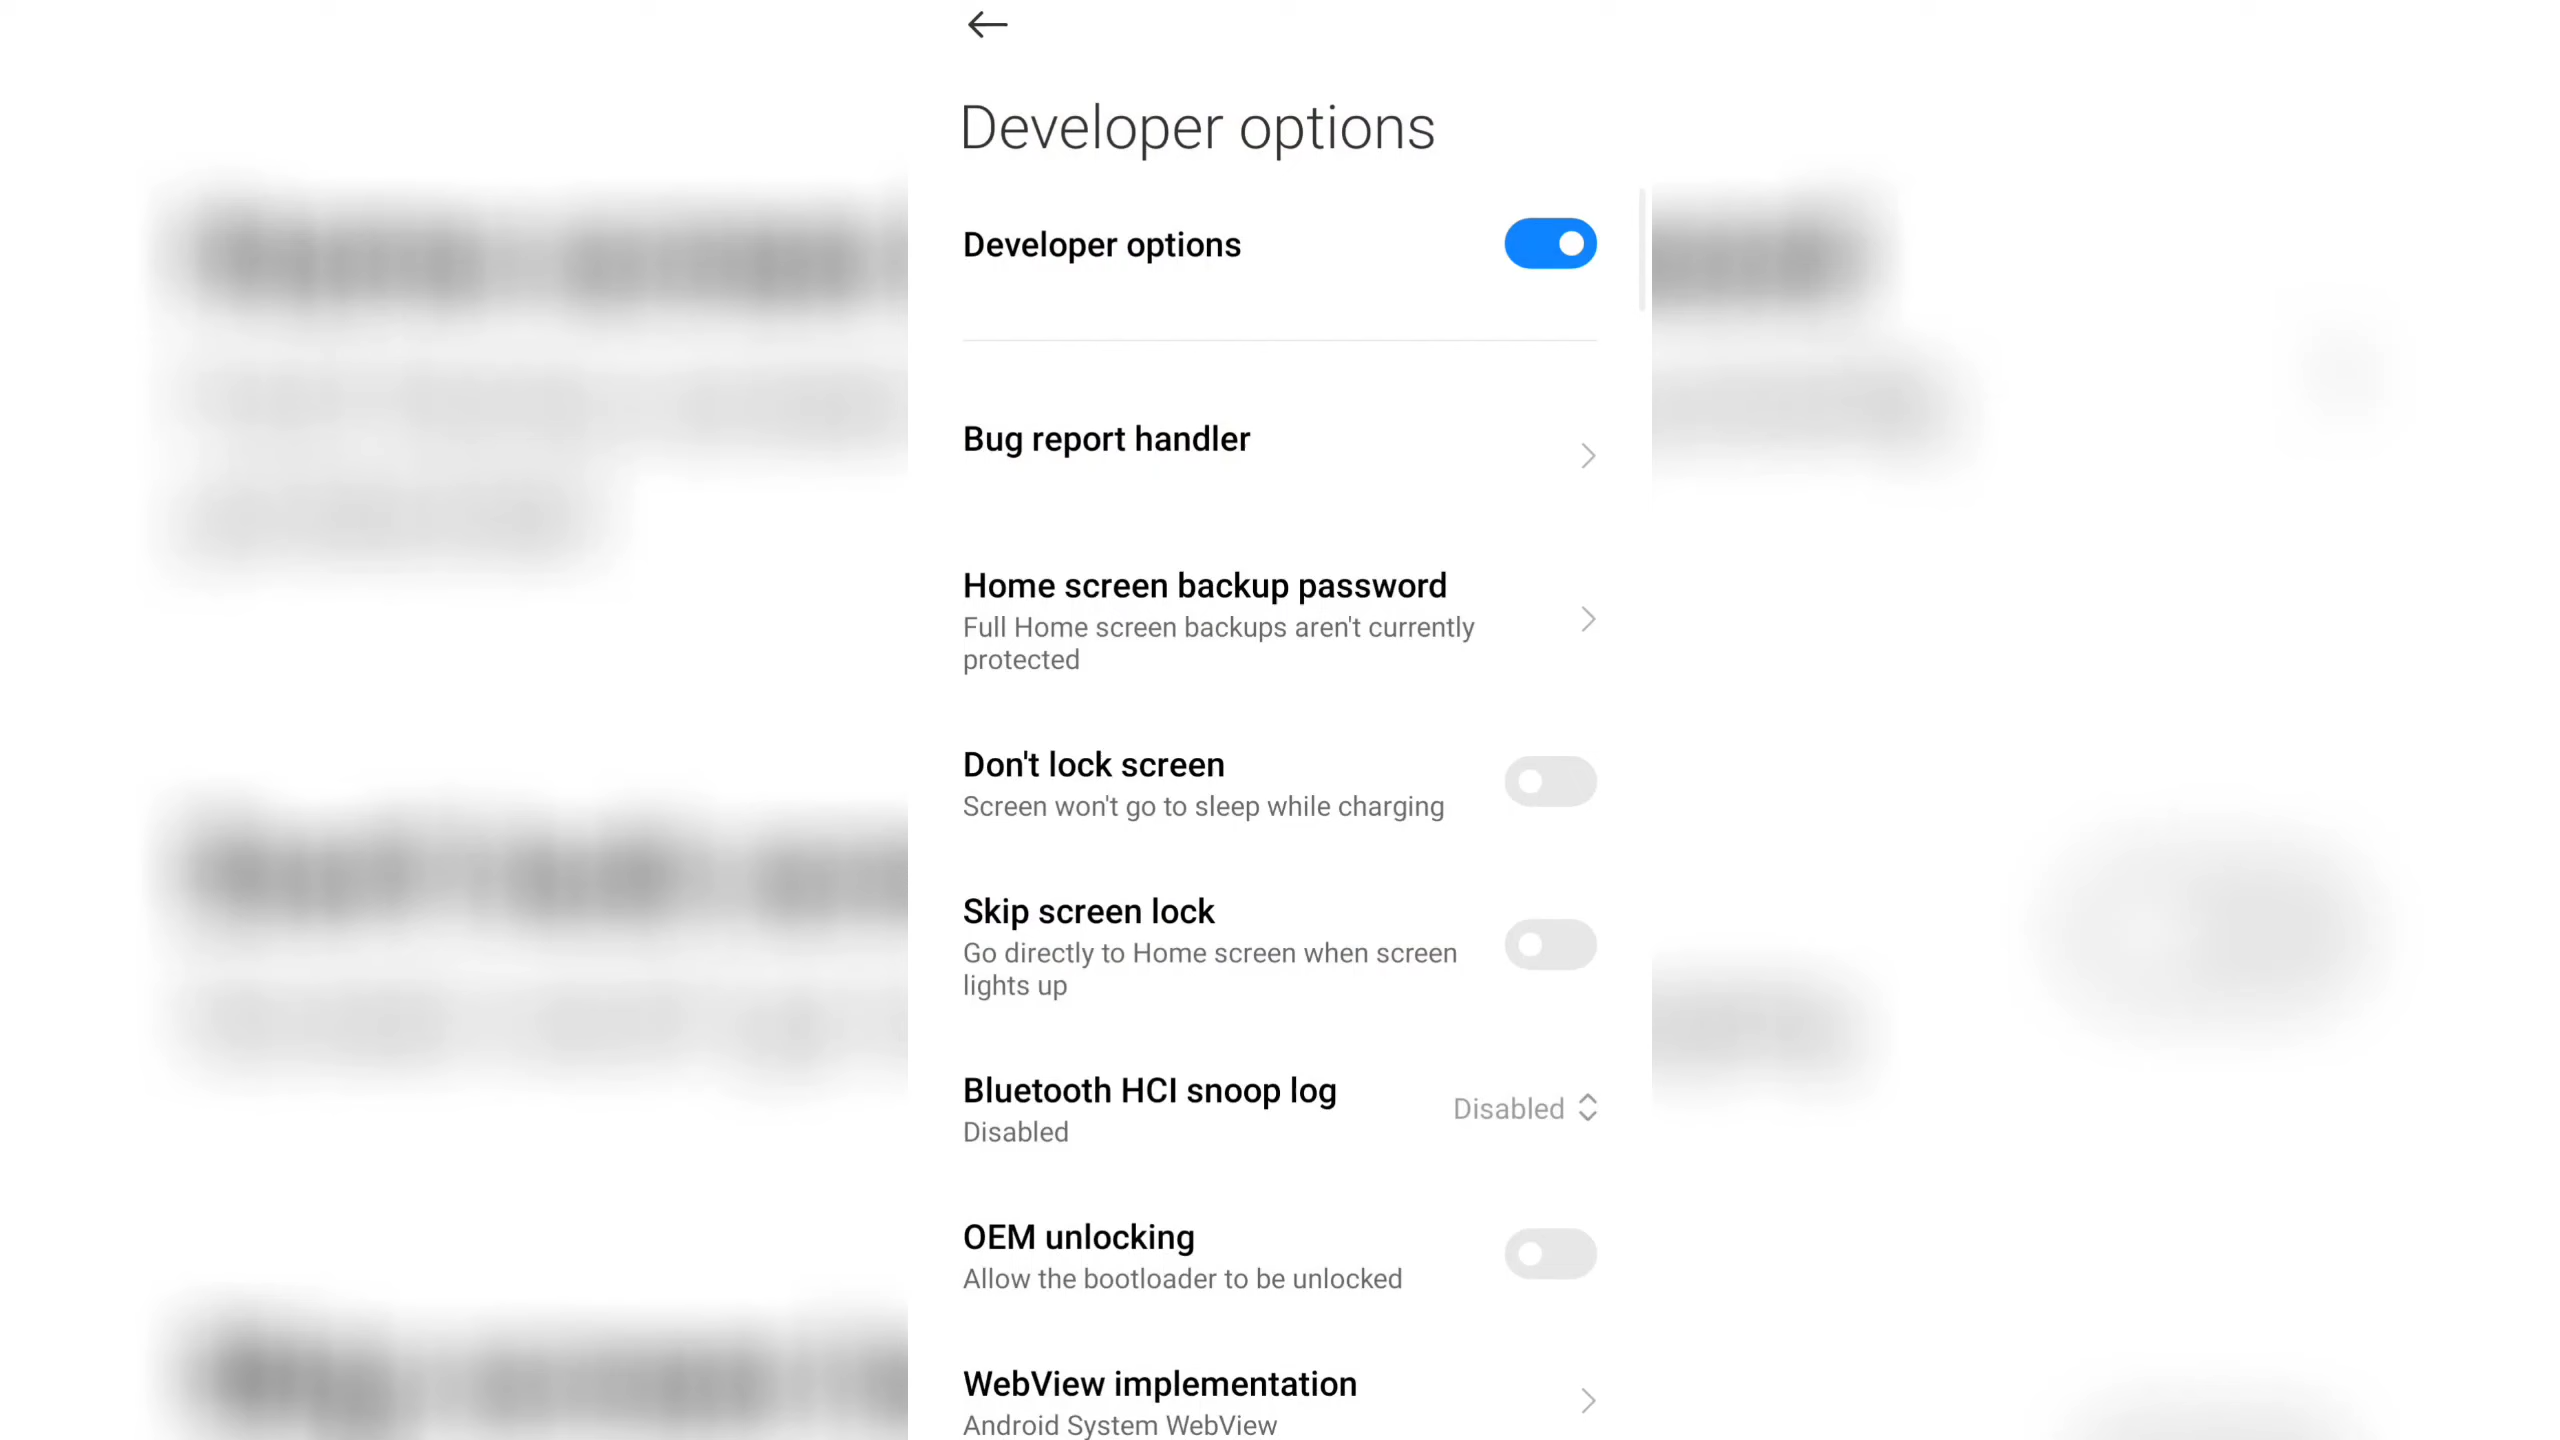 Developer options
Developer options
Bug report handler
Home screen backup password
Full Home screen backups aren't currently
protected
Don't lock screen
Screen won't go to sleep while charging
Skip screen lock
Go directly to Home screen when screen
lights up
Bluetooth HCI snoop log
Disabled
Disabled
OEM unlocking
Allow the bootloader to be unlocked
WebView implementation
Android System WebView